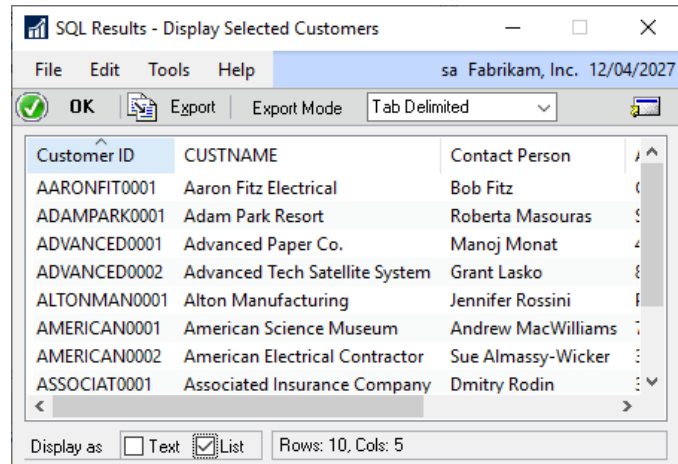 SQL Results - Display Selected Customers
File Edit Tools Help sa Fabrikam, Inc. 12/04/2027
OK Export Export Mode Tab Delimited
Customer ID CUSTNAME Contact Person
AARONFIT0001 Aaron Fitz Electrical Bob Fitz
ADAMPARK0001 Adam Park Resort Roberta Masouras
ADVANCED0001 Advanced Paper Co. Manoj Monat
ADVANCED0002 Advanced Tech Satellite System Grant Lasko
ALTONMAN0001 Alton Manufacturing Jennifer Rossini
AMERICAN0001 American Science Museum Andrew MacWilliams
AMERICAN0002 American Electrical Contractor Sue Almassy-Wicker
ASSOCIAT0001 Associated Insurance Company Dmitry Rodin
Display as Text List Rows: 10, Cols: 5